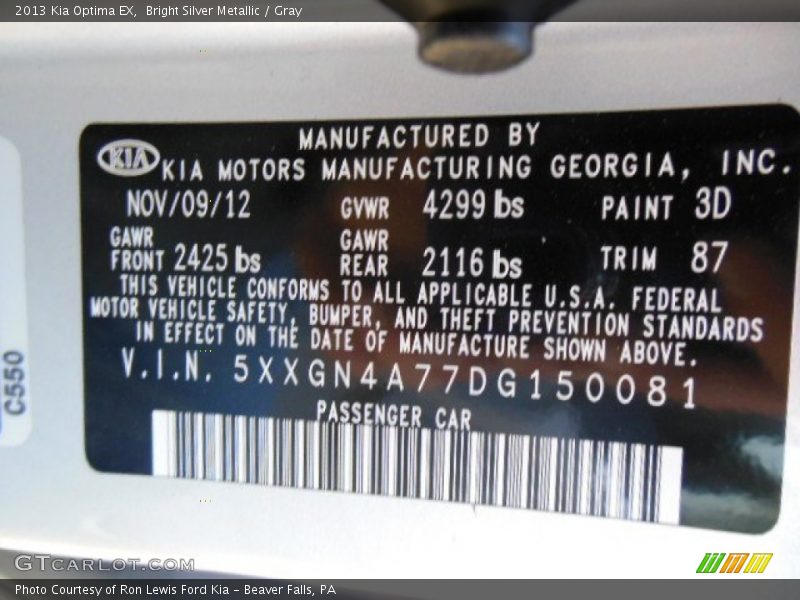 2013 Kia Optima EX,  Bright Silver Metallic / Gray
KIA
MANUFACTURED BY
KIA MOTORS MANUFACTURING GEORGIA, INC.
NOV/09/12 GVWR 4299 lbs PAINT 3D
GAWR FRONT 2425 lbs GAWR REAR 2116 lbs TRIM 87
THIS VEHICLE CONFORMS TO ALL APPLICABLE U.S.A. FEDERAL
MOTOR VEHICLE SAFETY, BUMPER, AND THEFT PREVENTION STANDARDS
IN EFFECT ON THE DATE OF MANUFACTURE SHOWN ABOVE.
V.I.N. 5XXGN4A77DG150081
PASSENGER CAR
C550
GTCarLot.com
Photo Courtesy of Ron Lewis Ford Kia - Beaver Falls, PA